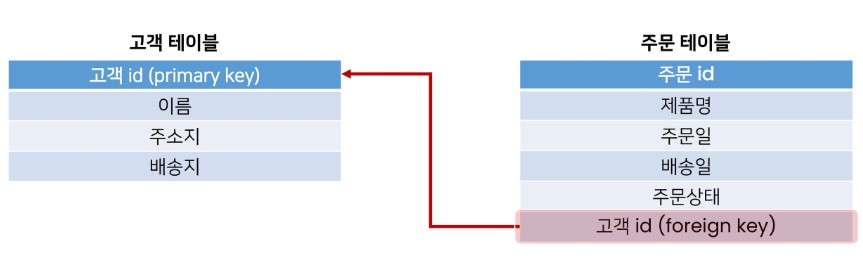 고객 테이블
고객 id (primary key)
이름
주소지
배송지
주문 테이블
주문 id
제품명
주문일
배송일
주문상태
고객 id (foreign key)